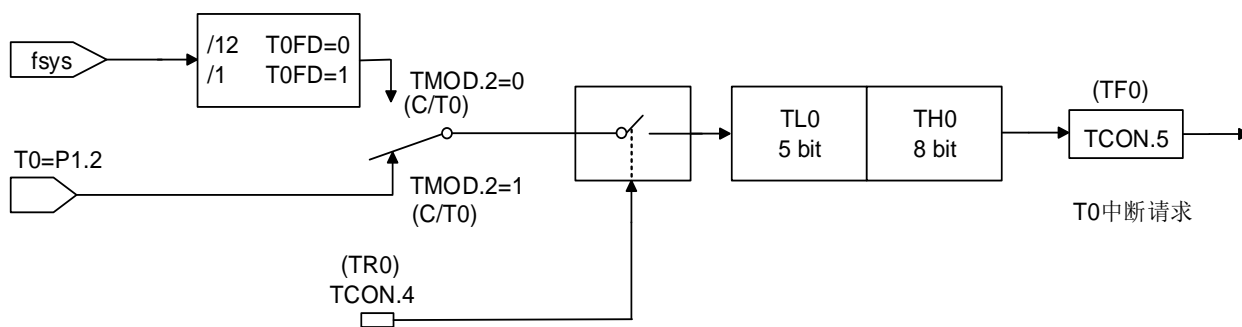 fsys
/12 T0FD=0
/1 T0FD=1
TMOD.2=0
(C/T0)
T0=P1.2
TMOD.2=1
(C/T0)
(TR0)
TCON.4
TL0
5 bit
TH0
8 bit
(TF0)
TCON.5
T0中断请求